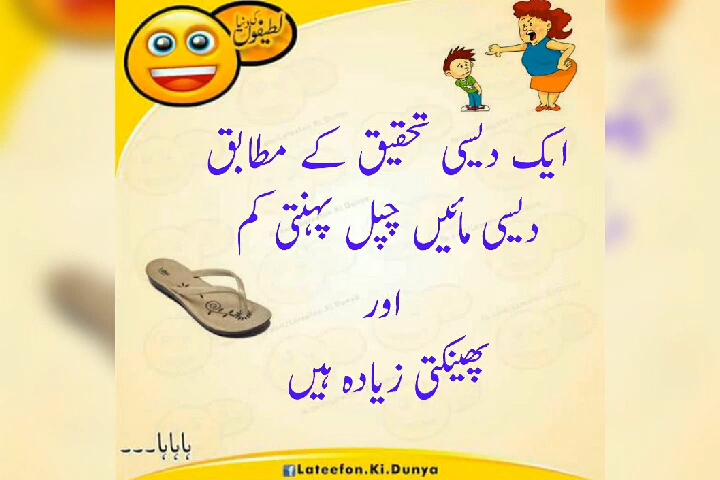 لطیفوں کی دنیا
ایک دیسی تحقیق کے مطابق
دیسی مائیں چپل پہنتی کم
اور
پھینکتی زیادہ ہیں
ہاہاہا۔۔۔
Lateefon.Ki.Dunya